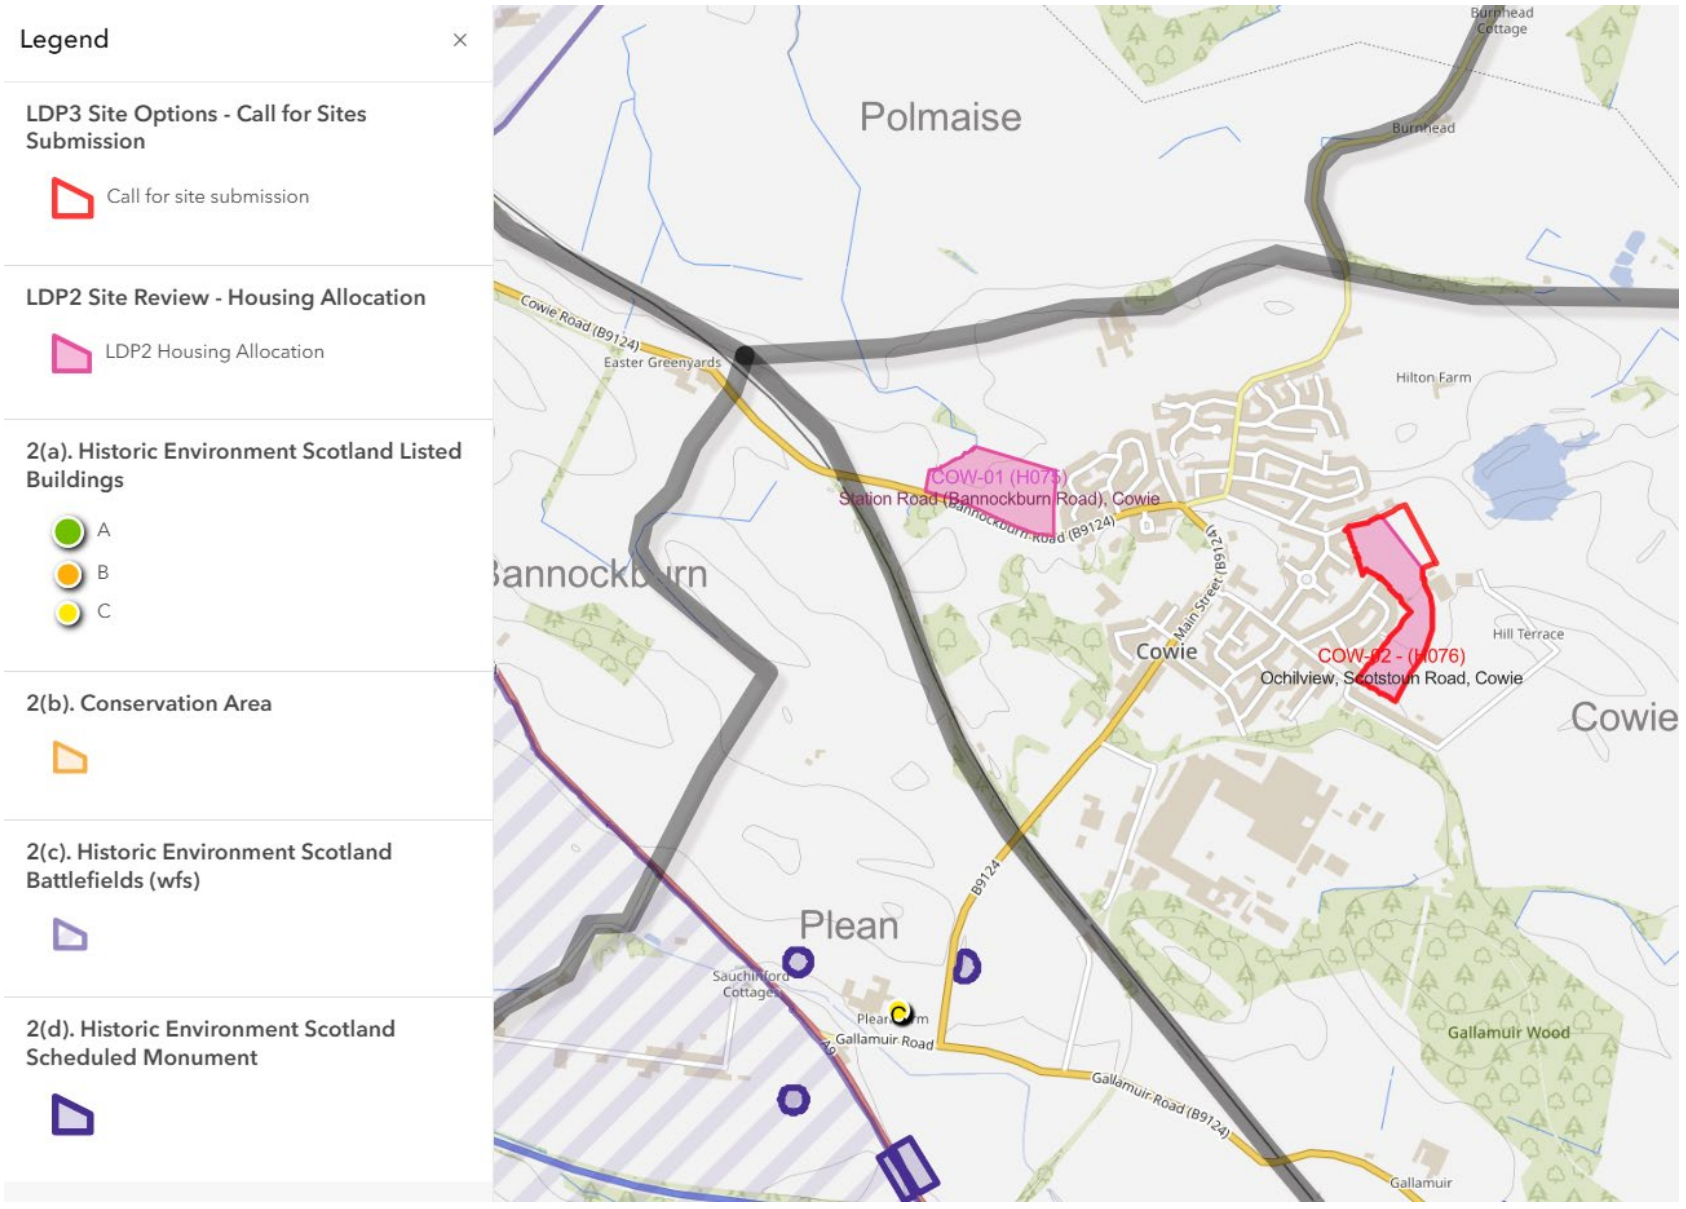 Legend
×
LDP3 Site Options - Call for Sites
Submission
Call for site submission
LDP2 Site Review - Housing Allocation
LDP2 Housing Allocation
2(a). Historic Environment Scotland Listed
Buildings
A
B
C
2(b). Conservation Area
2(c). Historic Environment Scotland
Battlefields (wfs)
2(d). Historic Environment Scotland
Scheduled Monument
Burnhead
Cottage
Polmaise
Burnhead
Cowie Road (B9124)
Easter Greenyards
Hilton Farm
COW-01 (H075)
Station Road (Bannockburn Road), Cowie
Bannockburn Road (B9124)
Bannockburn
Main Street (B9124)
Cowie
Hill Terrace
COW-02 - (H076)
Ochilview, Scotstoun Road, Cowie
Cowie
B9124
Plean
Sauchinford
Cottages
C
Gallamuir Road
A9
Gallamuir Wood
Gallamuir Road (B9124)
Gallamuir